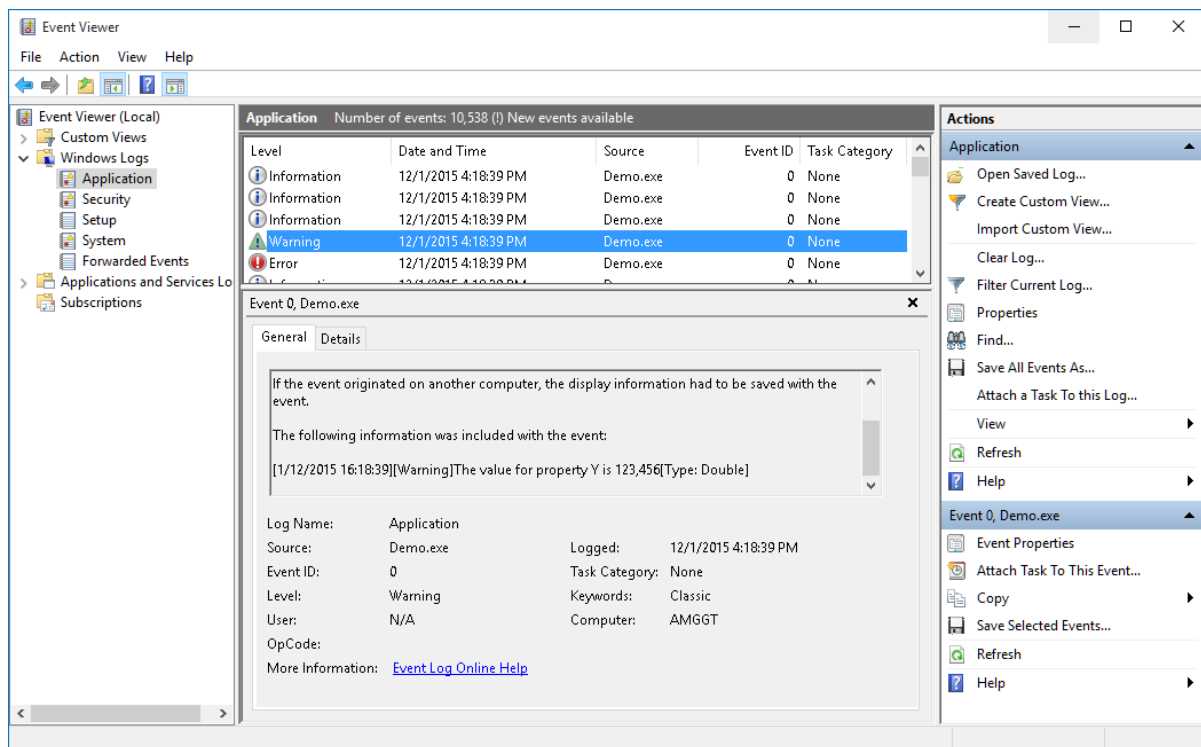 Event Viewer
File Action View Help
Event Viewer (Local)
Custom Views
Windows Logs
Application
Security
Setup
System
Forwarded Events
Applications and Services Lo
Subscriptions
Application Number of events: 10,538 (!) New events available
Level Date and Time Source Event ID Task Category
Information 12/1/2015 4:18:39 PM Demo.exe 0 None
Information 12/1/2015 4:18:39 PM Demo.exe 0 None
Information 12/1/2015 4:18:39 PM Demo.exe 0 None
Warning 12/1/2015 4:18:39 PM Demo.exe 0 None
Error 12/1/2015 4:18:39 PM Demo.exe 0 None
Event 0, Demo.exe
General Details
If the event originated on another computer, the display information had to be saved with the
event.
The following information was included with the event:
[1/12/2015 16:18:39][Warning]The value for property Y is 123,456[Type: Double]
Log Name: Application
Source: Demo.exe Logged: 12/1/2015 4:18:39 PM
Event ID: 0 Task Category: None
Level: Warning Keywords: Classic
User: N/A Computer: AMGGT
OpCode:
More Information: Event Log Online Help
Actions
Application
Open Saved Log...
Create Custom View...
Import Custom View...
Clear Log...
Filter Current Log...
Properties
Find...
Save All Events As...
Attach a Task To this Log...
View
Refresh
Help
Event 0, Demo.exe
Event Properties
Attach Task To This Event...
Copy
Save Selected Events...
Refresh
Help